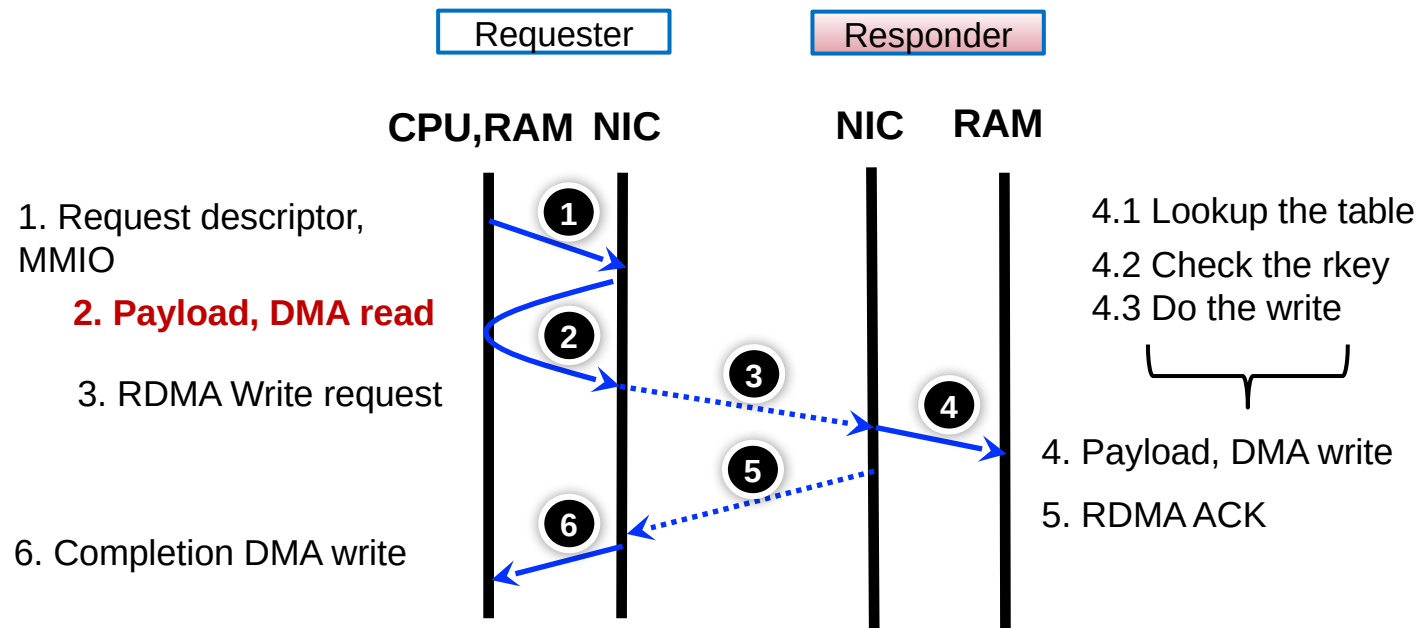 Requester
Responder
CPU,RAM NIC
NIC RAM
1. Request descriptor,
MMIO
2. Payload, DMA read
3. RDMA Write request
6. Completion DMA write
1
2
3
4
5
6
4.1 Lookup the table
4.2 Check the rkey
4.3 Do the write
4. Payload, DMA write
5. RDMA ACK